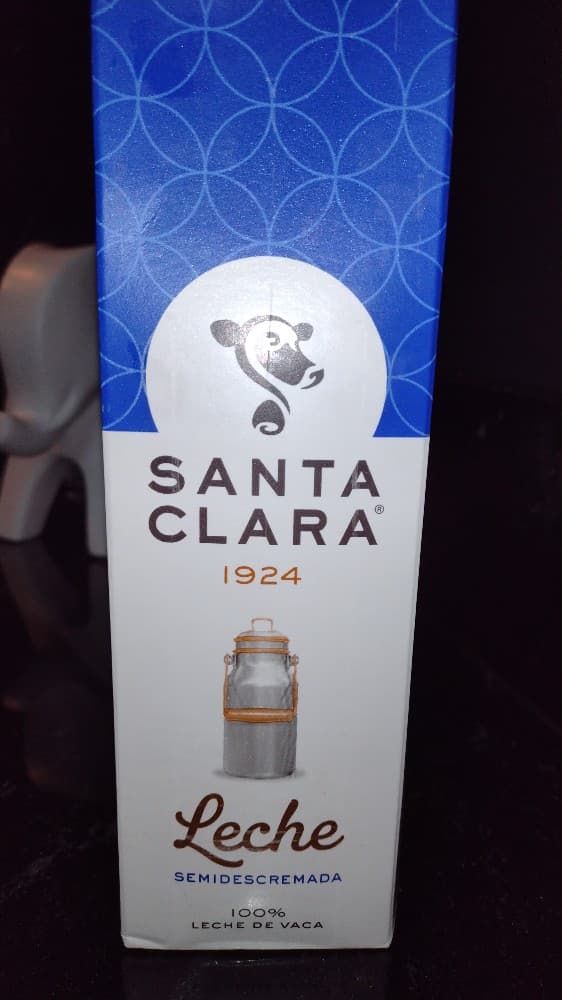 SANTA
CLARA®
1924
Leche
SEMIDESCREMADA
100%
LECHE DE VACA